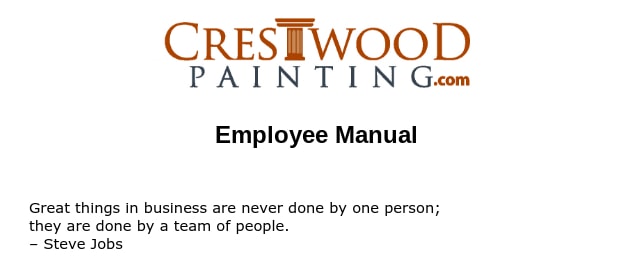 CRESTWOOD
PAINTING.com
Employee Manual
Great things in business are never done by one person;
they are done by a team of people.
– Steve Jobs